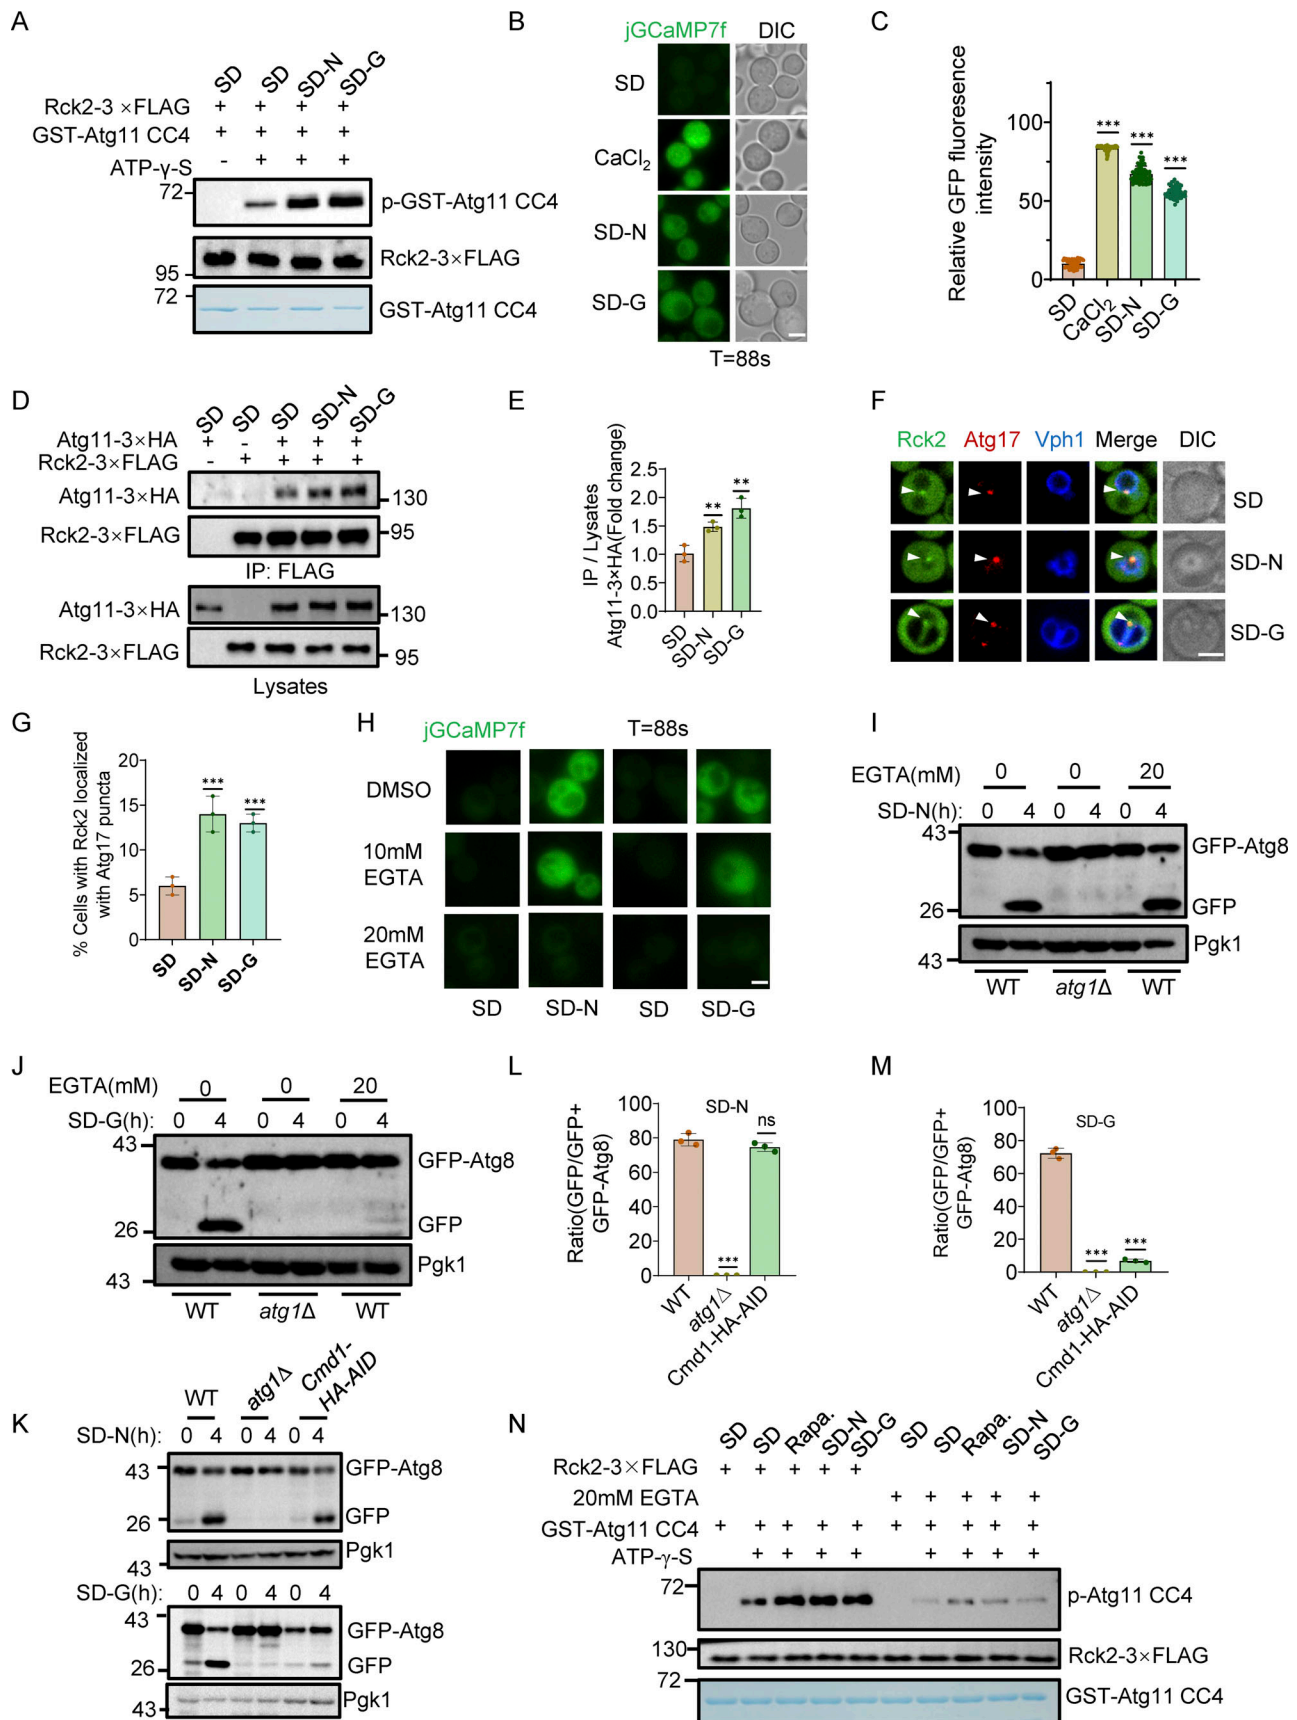 A
SD SD SD-N SD-G
Rck2-3 ×FLAG + + + +
GST-Atg11 CC4 + + + +
ATP-γ-S - + + +
72
p-GST-Atg11 CC4
Rck2-3×FLAG
95
72
GST-Atg11 CC4
B
jGCaMP7f DIC
SD
CaCl2
SD-N
SD-G
T=88s
C
Relative GFP fluoresence
intensity
100
50
0
*** *** ***
SD CaCl2 SD-N SD-G
D
SD SD SD SD-N SD-G
Atg11-3×HA + - + + +
Rck2-3×FLAG - + + + +
Atg11-3×HA 130
Rck2-3×FLAG 95
IP: FLAG
Atg11-3×HA 130
Rck2-3×FLAG 95
Lysates
E
IP / Lysates
Atg11-3×HA(Fold change)
2.5
2.0
1.5
1.0
0.5
0.0
** **
SD SD-N SD-G
F
Rck2 Atg17 Vph1 Merge DIC
SD
SD-N
SD-G
G
% Cells with Rck2 localized
with Atg17 puncta
20
15
10
5
0
*** ***
SD SD-N SD-G
H
jGCaMP7f T=88s
DMSO
10mM
EGTA
20mM
EGTA
SD SD-N SD SD-G
I
EGTA(mM) 0 0 20
SD-N(h): 0 4 0 4 0 4
43
GFP-Atg8
26
GFP
Pgk1
43
WT atg1Δ WT
J
EGTA(mM) 0 0 20
SD-G(h): 0 4 0 4 0 4
43
GFP-Atg8
26
GFP
Pgk1
43
WT atg1Δ WT
L
Ratio(GFP/GFP+
GFP-Atg8)
SD-N
100
80
60
40
20
0
*** ns
WT atg1Δ Cmd1-HA-AID
M
Ratio(GFP/GFP+
GFP-Atg8)
SD-G
100
80
60
40
20
0
*** ***
WT atg1Δ Cmd1-HA-AID
K
WT atg1Δ Cmd1-
HA-AID
SD-N(h): 0 4 0 4 0 4
43
GFP-Atg8
GFP
26
Pgk1
43
SD-G(h): 0 4 0 4 0 4
43
GFP-Atg8
GFP
26
Pgk1
43
N
SD SD Rapa. SD-N SD-G SD SD Rapa. SD-N SD-G
Rck2-3×FLAG + + + + +
20mM EGTA + + + + +
GST-Atg11 CC4 + + + + + + + + + +
ATP-γ-S + + + + + + + +
72
p-Atg11 CC4
130
Rck2-3×FLAG
72
GST-Atg11 CC4